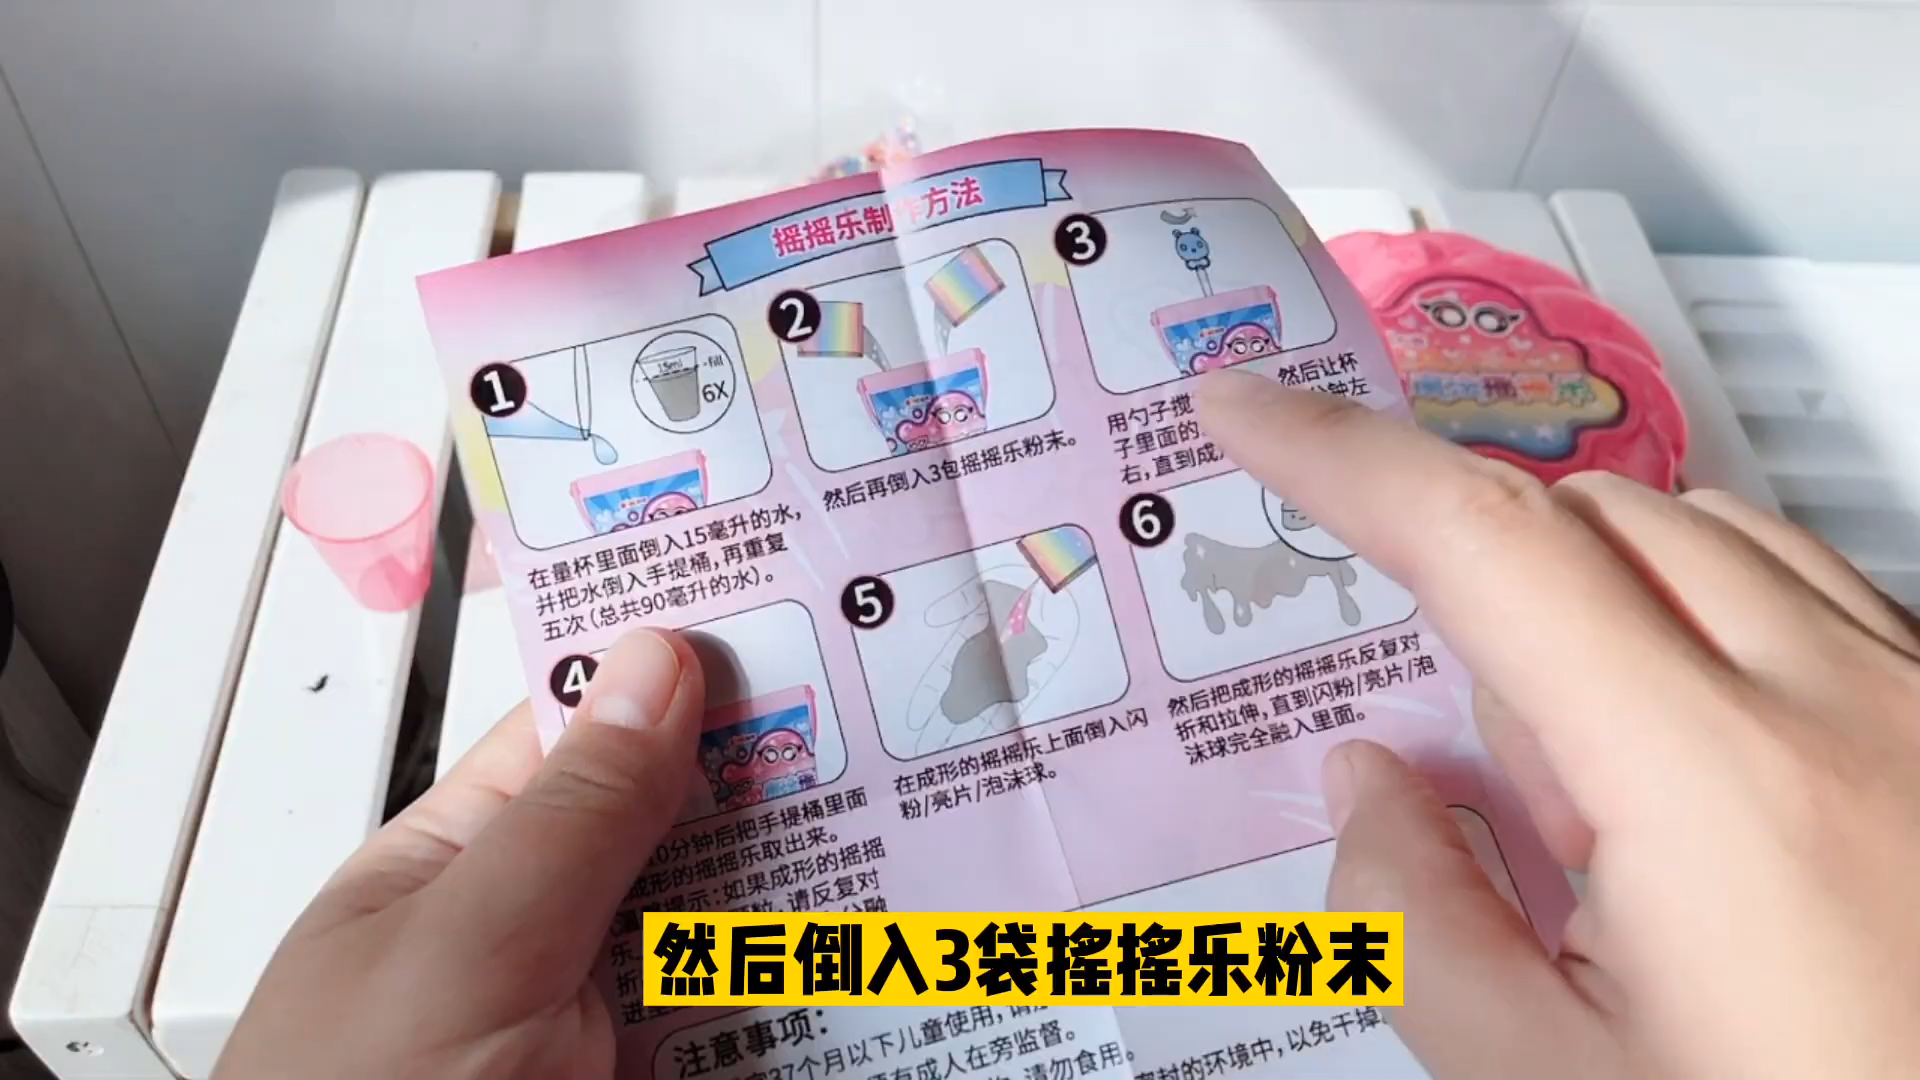 摇摇乐制作方法
1
15ml
-fill
6X
在量杯里面倒入15毫升的水，
并把水倒入手提桶，再重复
五次（总共90毫升的水）。
2
然后再倒入3包摇摇乐粉末。
3
用勺子搅
然后让杯
子里面的
分钟左
右，直到成
4
10分钟后把手提桶里面
成形的摇摇乐取出来。
提示：如果成形的摇摇
请反复对
5
在成形的摇摇乐上面倒入闪
粉/亮片/泡沫球。
6
然后把成形的摇摇乐反复对
折和拉伸，直到闪粉/亮片/泡
沫球完全融入里面。
注意事项：
37个月以下儿童使用，
有成人在旁监督。
请勿食用。
封的环境中，以免干掉
然后倒入3袋摇摇乐粉末